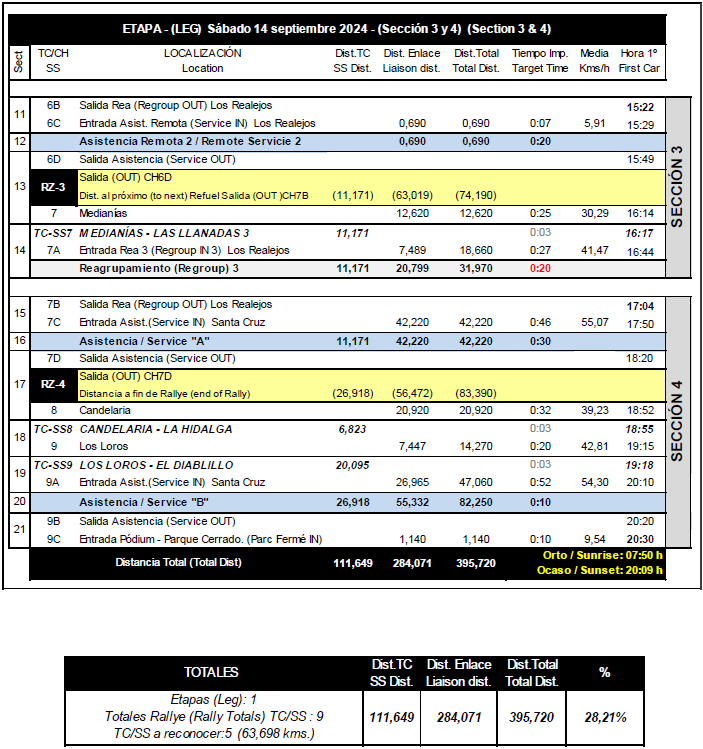 ETAPA - (LEG) Sábado 14 septiembre 2024 - (Sección 3 y 4) (Section 3 & 4)
Sect TC/CH LOCALIZACIÓN Dist.TC Dist. Enlace Dist.Total Tiempo Imp. Media Hora 1º
SS Location SS Dist. Liaison dist. Total Dist. Target Time Kms/h First Car
SECCIÓN 3
11 6B Salida Rea (Regroup OUT) Los Realejos 15:22
6C Entrada Asist. Remota (Service IN) Los Realejos 0,690 0,690 0:07 5,91 15:29
12 Asistencia Remota 2 / Remote Servicie 2 0,690 0,690 0:20
6D Salida Asistencia (Service OUT) 15:49
13 RZ-3 Salida (OUT) CH6D
Dist. al próximo (to next) Refuel Salida (OUT )CH7B (11,171) (63,019) (74,190)
7 Medianías 12,620 12,620 0:25 30,29 16:14
14 TC-SS7 MEDIANÍAS - LAS LLANADAS 3 11,171 0:03 16:17
7A Entrada Rea 3 (Regroup IN 3) Los Realejos 7,489 18,660 0:27 41,47 16:44
Reagrupamiento (Regroup) 3 11,171 20,799 31,970 0:20
SECCIÓN 4
15 7B Salida Rea (Regroup OUT) Los Realejos 17:04
7C Entrada Asist.(Service IN) Santa Cruz 42,220 42,220 0:46 55,07 17:50
16 Asistencia / Service "A" 11,171 42,220 42,220 0:30
7D Salida Asistencia (Service OUT) 18:20
17 RZ-4 Salida (OUT) CH7D
Distancia a fin de Rallye (end of Rally) (26,918) (56,472) (83,390)
8 Candelaria 20,920 20,920 0:32 39,23 18:52
18 TC-SS8 CANDELARIA - LA HIDALGA 6,823 0:03 18:55
9 Los Loros 7,447 14,270 0:20 42,81 19:15
19 TC-SS9 LOS LOROS - EL DIABLILLO 20,095 0:03 19:18
9A Entrada Asist.(Service IN) Santa Cruz 26,965 47,060 0:52 54,30 20:10
20 Asistencia / Service "B" 26,918 55,332 82,250 0:10
21 9B Salida Asistencia (Service OUT) 20:20
9C Entrada Pódium - Parque Cerrado. (Parc Fermé IN) 1,140 1,140 0:10 9,54 20:30
Distancia Total (Total Dist) 111,649 284,071 395,720 Orto / Sunrise: 07:50 h
Ocaso / Sunset: 20:09 h
TOTALES Dist.TC Dist. Enlace Dist.Total %
SS Dist. Liaison dist. Total Dist.
Etapas (Leg): 1
Totales Rallye (Rally Totals) TC/SS : 9 111,649 284,071 395,720 28,21%
TC/SS a reconocer:5 (63,698 kms.)